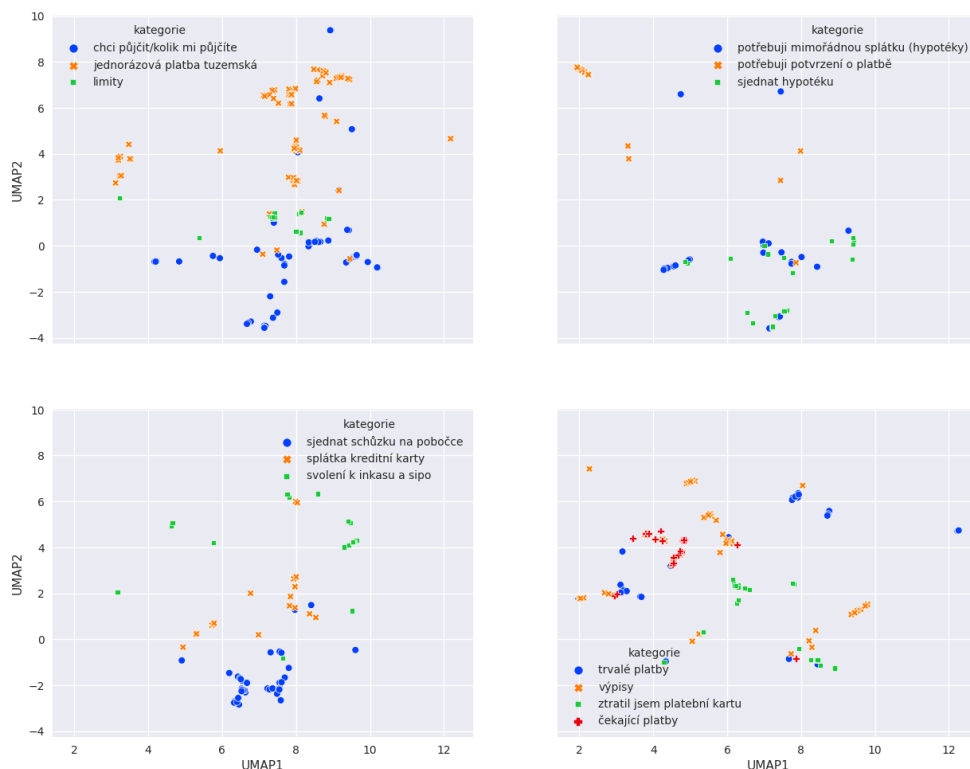 10
8
6
4
2
0
−2
−4
UMAP2
kategorie
chci půjčit/kolik mi půjčíte
jednorázová platba tuzemská
limity
kategorie
potřebuji mimořádnou splátku (hypotéky)
potřebuji potvrzení o platbě
sjednat hypotéku
10
8
6
4
2
0
−2
−4
UMAP2
2 4 6 8 10 12
UMAP1
kategorie
sjednat schůzku na pobočce
splátka kreditní karty
svolení k inkasu a sipo
kategorie
trvalé platby
výpisy
ztratil jsem platební kartu
čekající platby
2 4 6 8 10 12
UMAP1